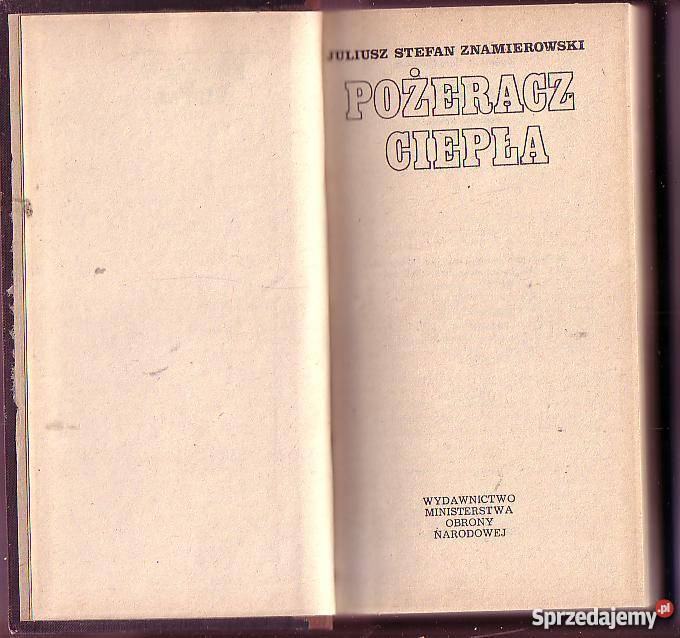 JULIUSZ STEFAN ZNAMIEROWSKI
POŻERACZ
CIEPŁA
WYDAWNICTWO
MINISTERSTWA
OBRONY
NARODOWEJ
Sprzedajemy.pl